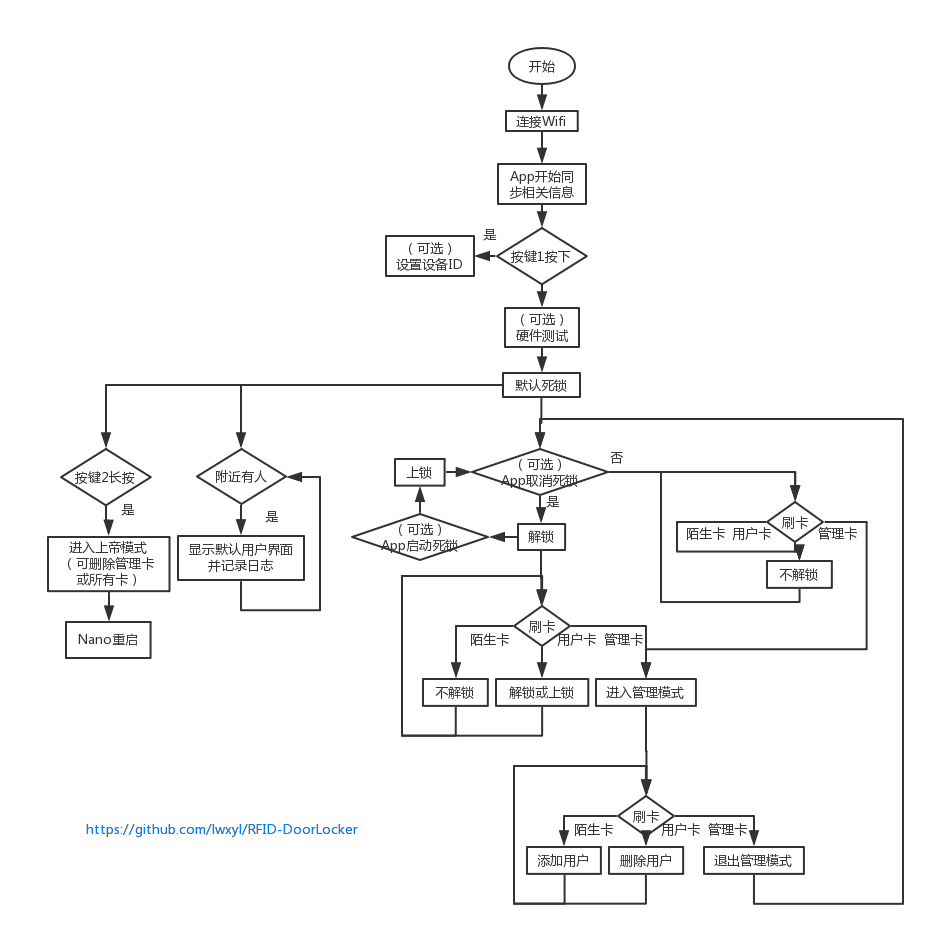 开始
连接Wifi
App开始同
步相关信息
是
按键1按下
（可选）
设置设备ID
（可选）
硬件测试
默认死锁
按键2长按
是
进入上帝模式
（可删除管理卡
或所有卡）
Nano重启
附近有人
是
显示默认用户界面
并记录日志
上锁
（可选）
App取消死锁
否
是
（可选）
App启动死锁
解锁
刷卡
陌生卡 用户卡 管理卡
不解锁
刷卡
陌生卡 用户卡 管理卡
不解锁
解锁或上锁
进入管理模式
刷卡
陌生卡 用户卡 管理卡
添加用户
删除用户
退出管理模式
https://github.com/lwxyl/RFID-DoorLocker